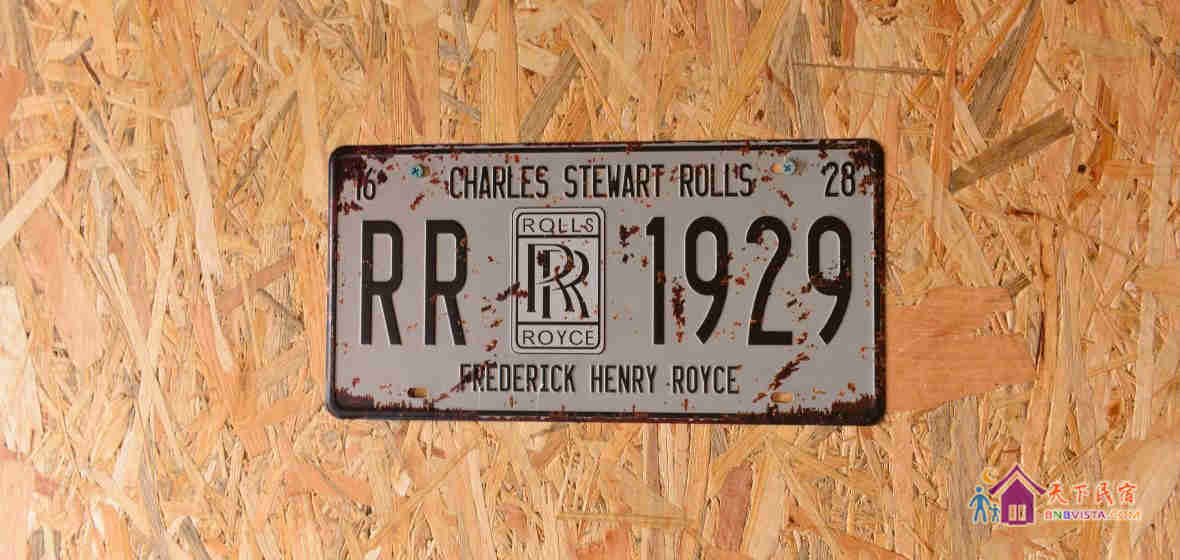 16 CHARLES STEWART ROLLS 28
RR ROLLS RR ROYCE 1929
FREDERICK HENRY ROYCE
天下民宿
BNBVISTA.COM